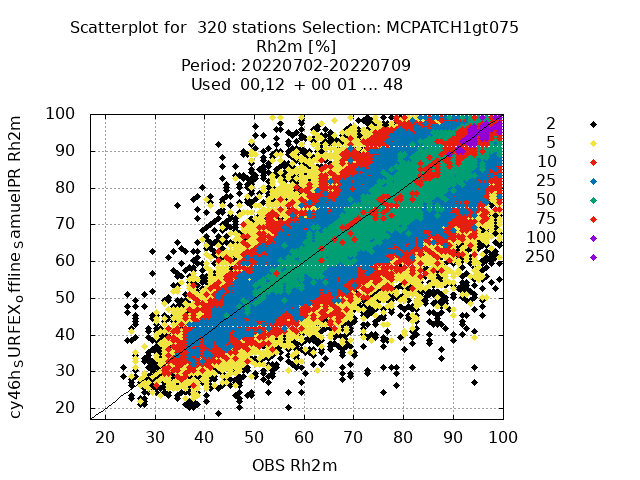 Scatterplot for 320 stations Selection: MCPATCH1gt075
Rh2m [%]
Period: 20220702-20220709
Used 00,12 + 00 01 ... 48
cy46h_SURFEX_offline_samuelPR Rh2m
100
90
80
70
60
50
40
30
20
20 30 40 50 60 70 80 90 100
OBS Rh2m
2
5
10
25
50
75
100
250